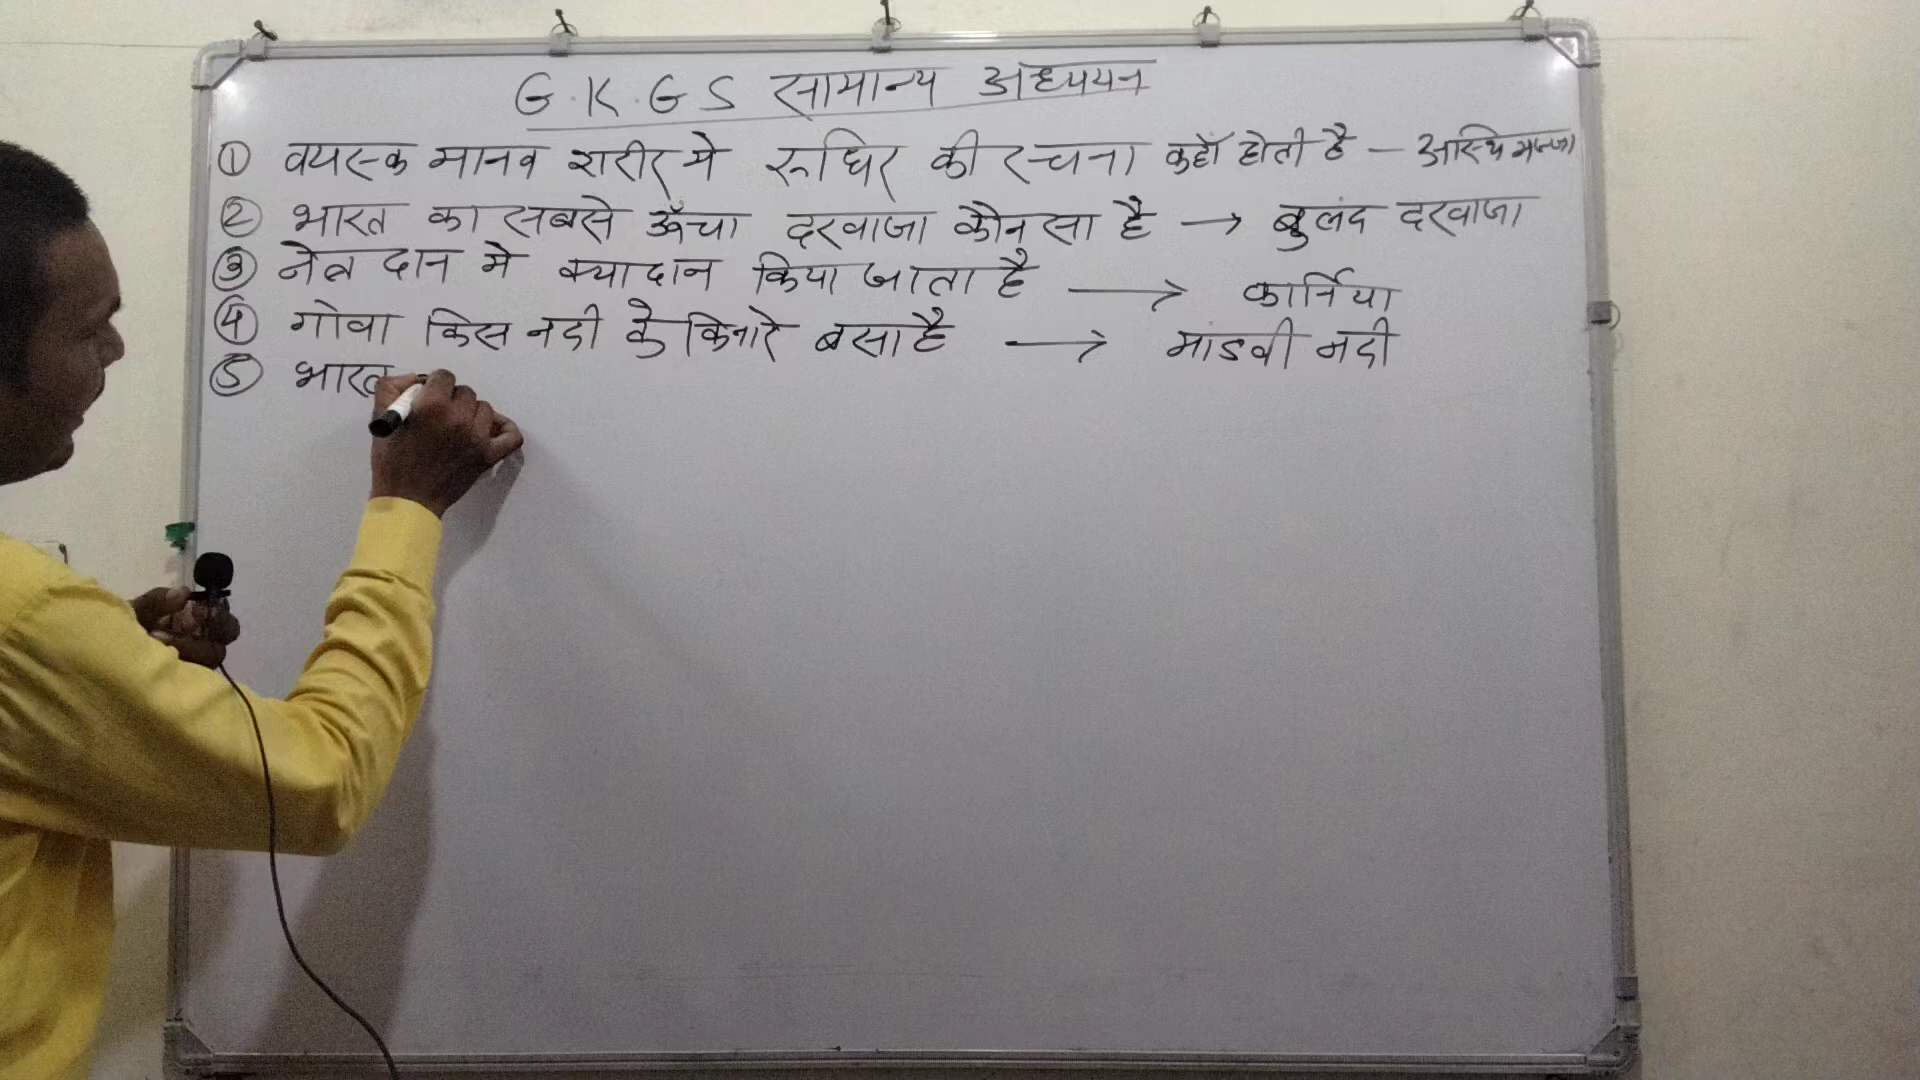 G.K.GS सामान्य अध्ययन
① वयस्क मानव शरीर मे रूधिर की रचना कहाँ होती है – अस्थि मज्जा
② भारत का सबसे ऊँचा दरवाजा कौन सा है → बुलंद दरवाजा
③ नेत्र दान मे क्या दान किया जाता है → कार्निया
④ गोवा किस नदी के किनारे बसा है → मांडवी नदी
⑤ भारत